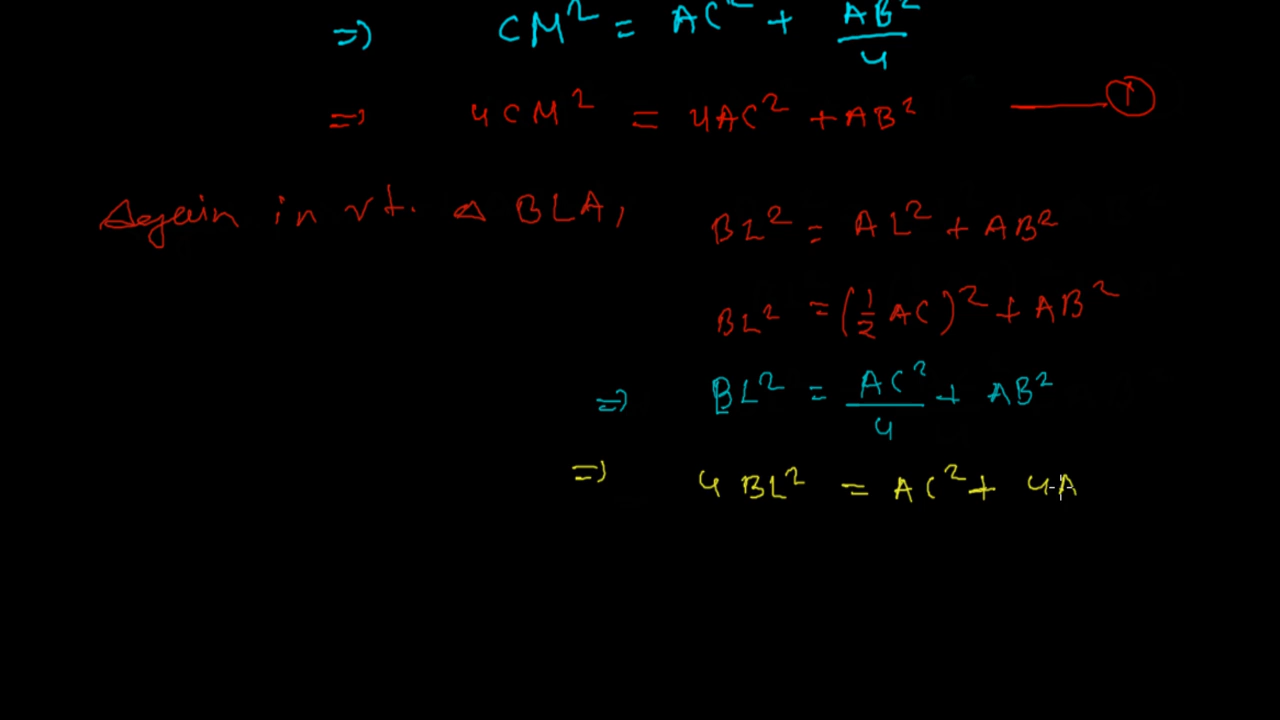 => CM² = AC² + AB²/4
=> 4CM² = 4AC² + AB² —— ①
Again in rt. △ BLA, BL² = AL² + AB²
BL² = (1/2 AC)² + AB²
=> BL² = AC²/4 + AB²
=> 4BL² = AC² + 4A